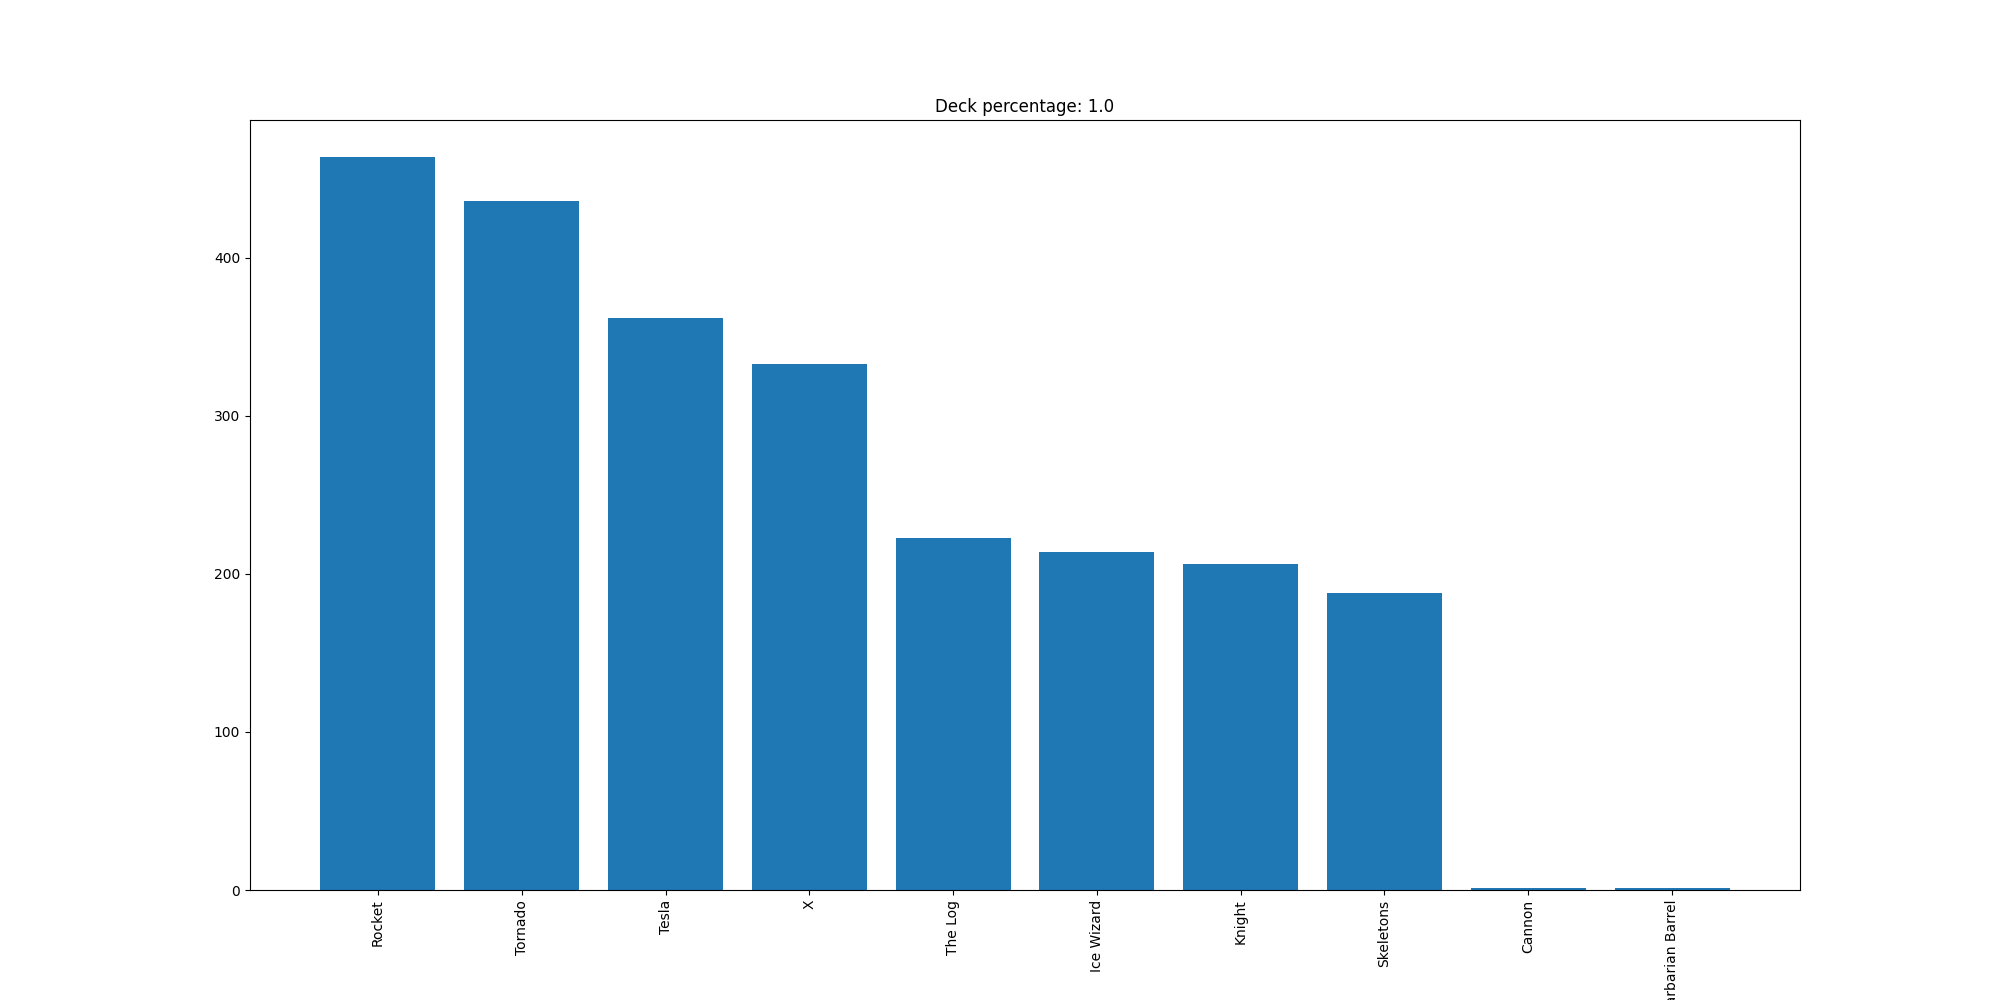 Deck percentage: 1.0
400
300
200
100
0
Rocket
Tornado
Tesla
X
The Log
Ice Wizard
Knight
Skeletons
Cannon
arbarian Barrel